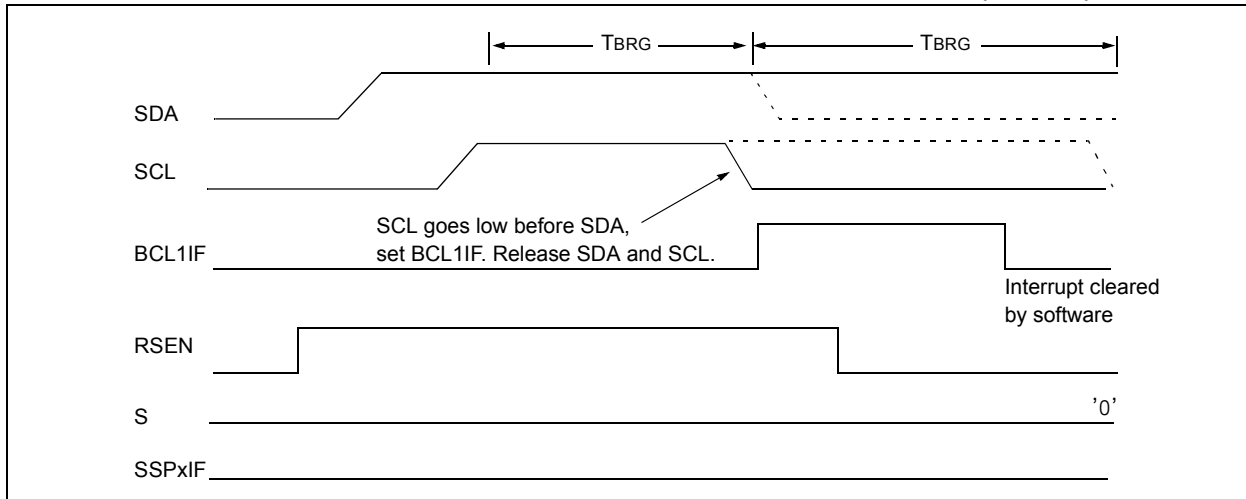 TBRG TBRG
SDA
SCL
SCL goes low before SDA,
set BCL1IF. Release SDA and SCL.
BCL1IF
Interrupt cleared
by software
RSEN
S
'0'
SSPxIF